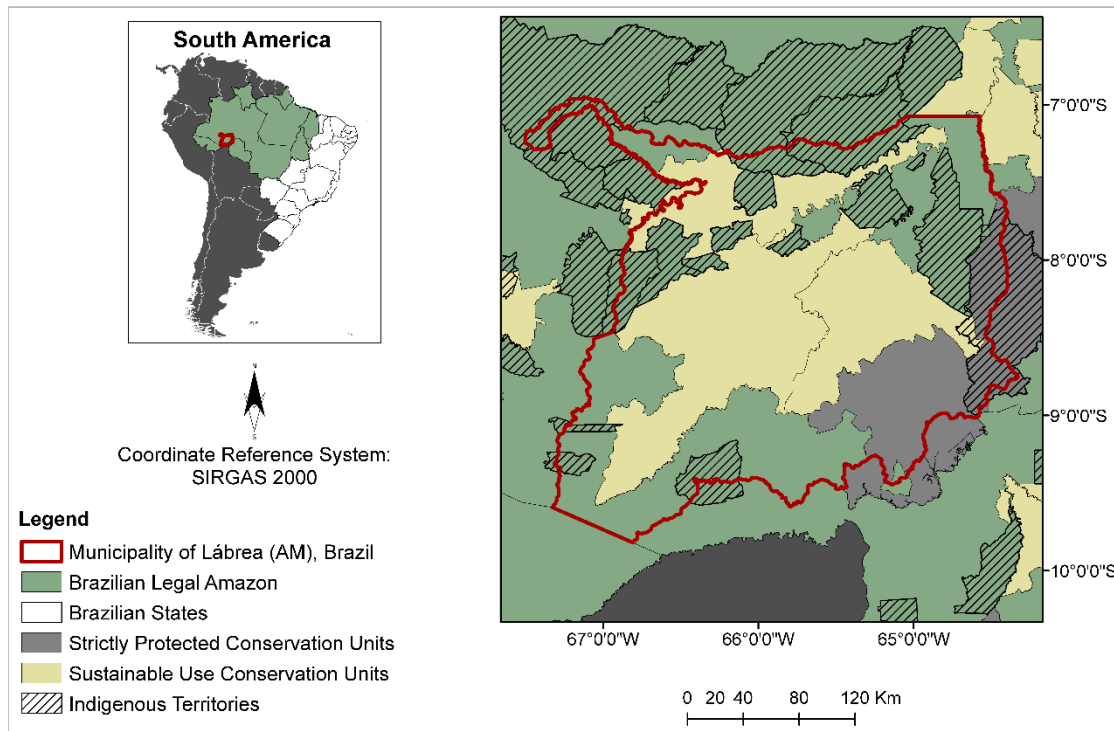 South America
N
S
Coordinate Reference System:
SIRGAS 2000
Legend
Municipality of Lábrea (AM), Brazil
Brazilian Legal Amazon
Brazilian States
Strictly Protected Conservation Units
Sustainable Use Conservation Units
Indigenous Territories
7°0'0"S
8°0'0"S
9°0'0"S
10°0'0"S
67°0'0"W 66°0'0"W 65°0'0"W
0 20 40 80 120 Km